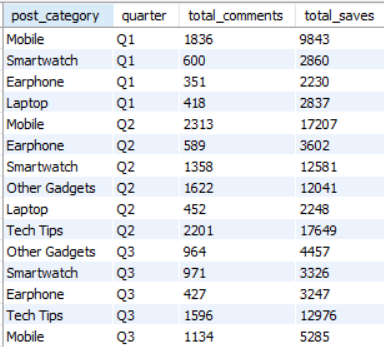 post_category quarter total_comments total_saves
Mobile Q1 1836 9843
Smartwatch Q1 600 2860
Earphone Q1 351 2230
Laptop Q1 418 2837
Mobile Q2 2313 17207
Earphone Q2 589 3602
Smartwatch Q2 1358 12581
Other Gadgets Q2 1622 12041
Laptop Q2 452 2248
Tech Tips Q2 2201 17649
Other Gadgets Q3 964 4457
Smartwatch Q3 971 3326
Earphone Q3 427 3247
Tech Tips Q3 1596 12976
Mobile Q3 1134 5285